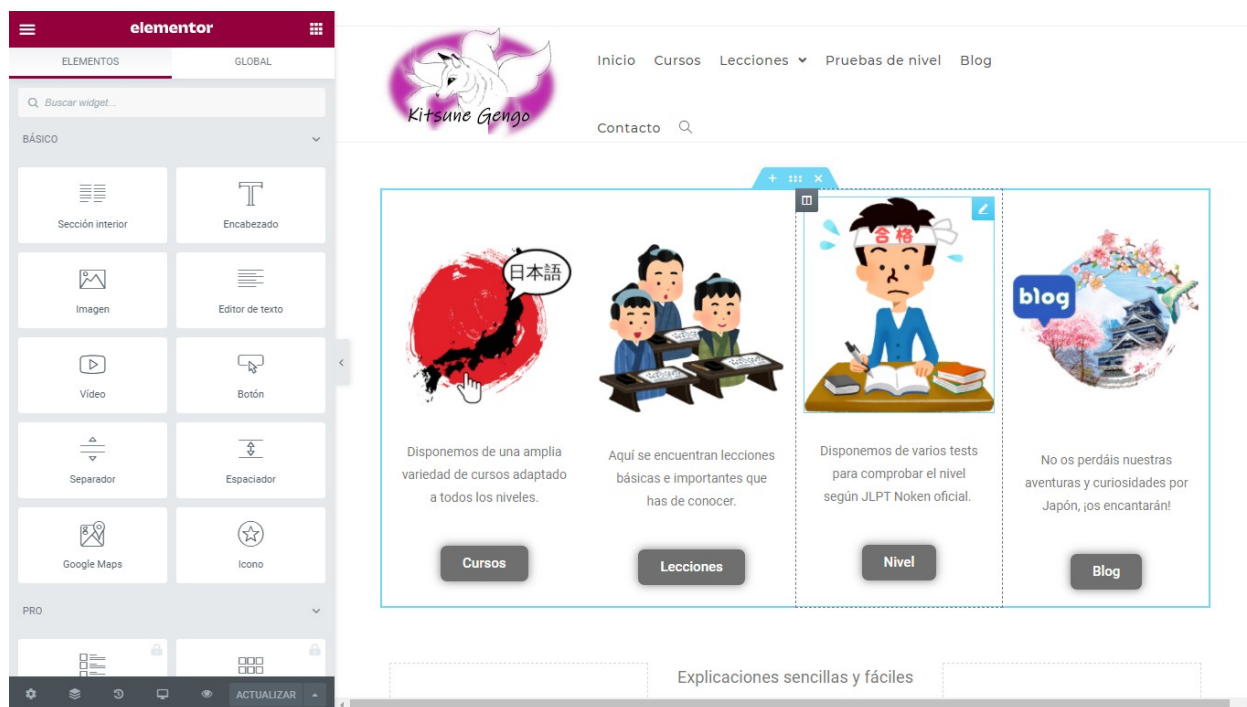 elementor
ELEMENTOS GLOBAL
Buscar widget...
BÁSICO
Sección interior Encabezado
Imagen Editor de texto
Vídeo Botón
Separador Espaciador
Google Maps Icono
PRO
ACTUALIZAR
Kitsune Gengo
Inicio Cursos Lecciones Pruebas de nivel Blog
Contacto
日本語
合格
blog
Disponemos de una amplia
variedad de cursos adaptado
a todos los niveles.
Cursos
Aquí se encuentran lecciones
básicas e importantes que
has de conocer.
Lecciones
Disponemos de varios tests
para comprobar el nivel
según JLPT Noken oficial.
Nivel
No os perdáis nuestras
aventuras y curiosidades por
Japón, ¡os encantarán!
Blog
Explicaciones sencillas y fáciles